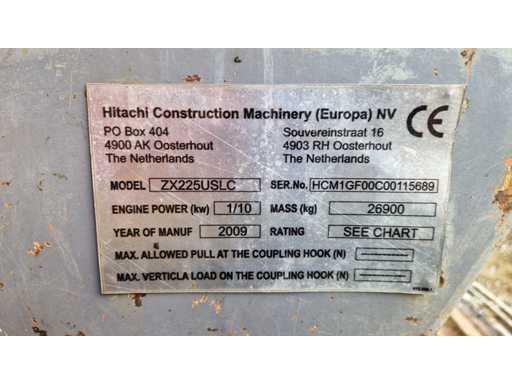 Hitachi Construction Machinery (Europa) NV
PO Box 404 Souvereinstraat 16
4900 AK Oosterhout 4903 RH Oosterhout
The Netherlands The Netherlands
CE
MODEL ZX225USLC SER.No. HCM1GF00C00115689
ENGINE POWER (kw) 1/10 MASS (kg) 26900
YEAR OF MANUF 2009 RATING SEE CHART
MAX. ALLOWED PULL AT THE COUPLING HOOK (N) ----------
MAX. VERTICLA LOAD ON THE COUPLING HOOK (N) ----------